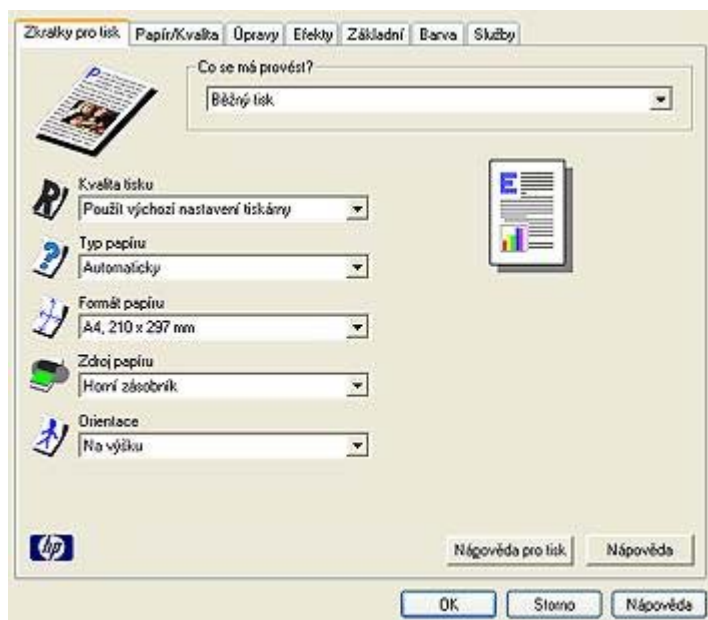 Zkratky pro tisk Papír/Kvalita Úpravy Efekty Základní Barva Služby
Co se má provést?
Běžný tisk
Kvalita tisku
Použít výchozí nastavení tiskárny
Typ papíru
Automaticky
Formát papíru
A4, 210 x 297 mm
Zdroj papíru
Horní zásobník
Orientace
Na výšku
hp
Nápověda pro tisk Nápověda
OK Storno Nápověda